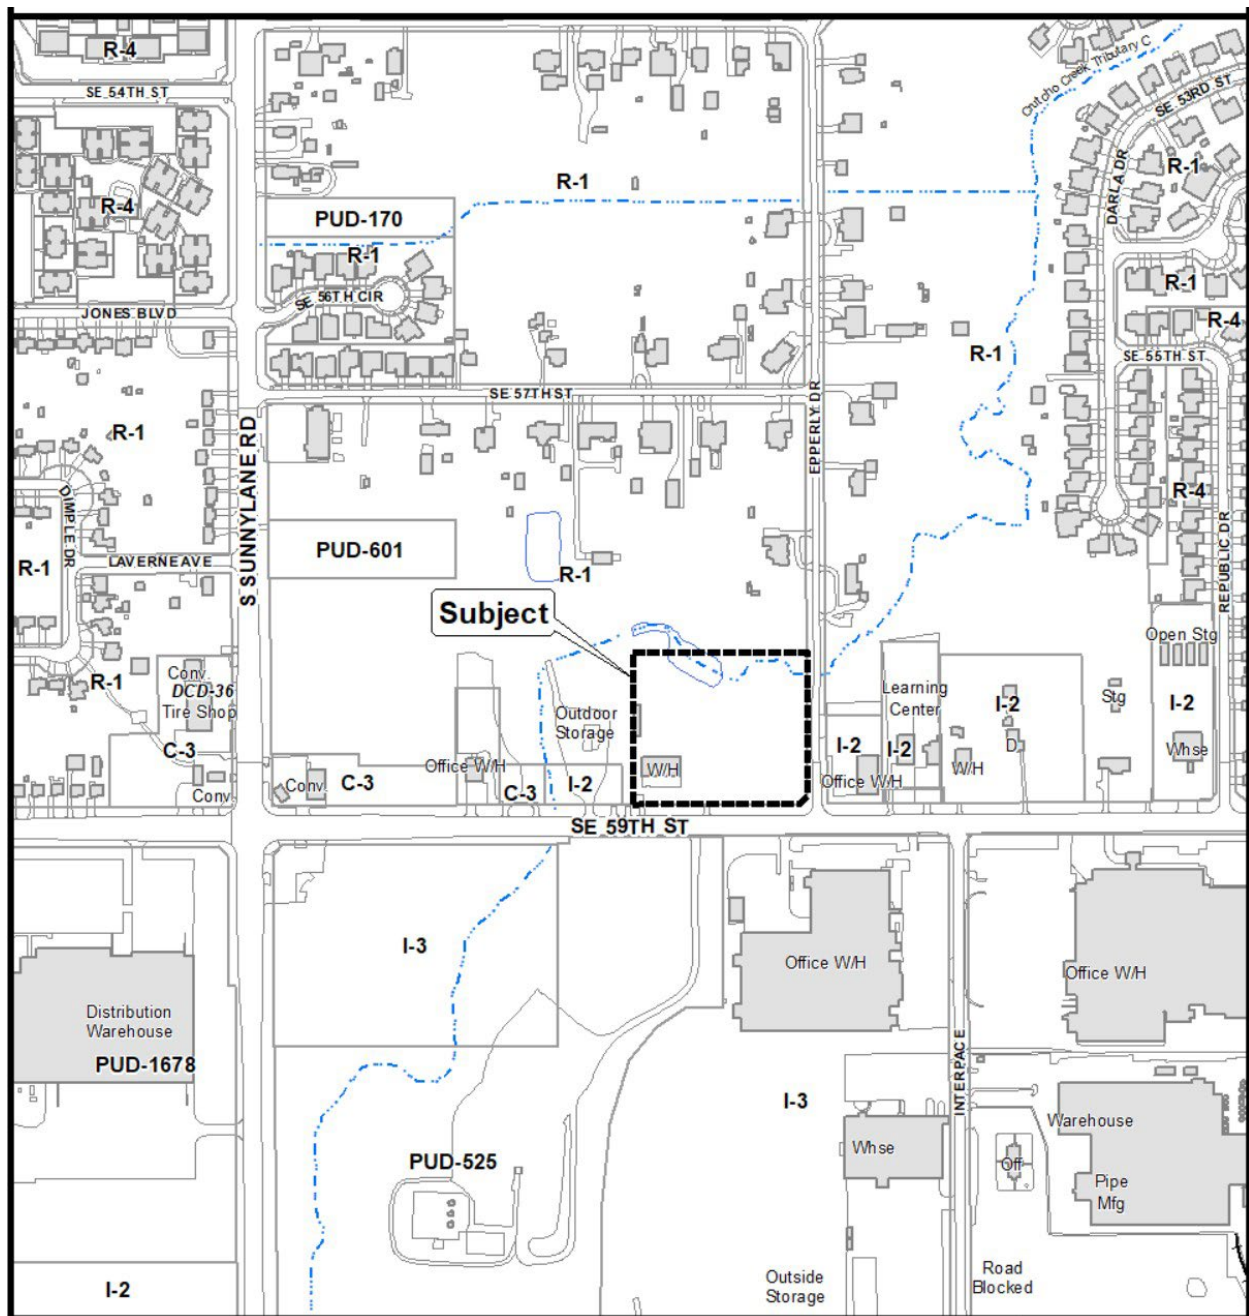 R-4
SE 54TH ST
Crutcho Creek Tributary C
SE 53RD ST
R-4
R-1
R-1
DARLA DR
PUD-170
R-1
SE 56TH CIR
R-1
JONES BLVD
R-4
R-1
SE 55TH ST
SE 57TH ST
EPPERLY DR
S SUNNYLANE RD
R-1
DIMPLE DR
R-4
REPUBLIC DR
PUD-601
LAVERNE AVE
R-1
R-1
Subject
Open Stg
R-1
Conv.
DCD-36
Tire Shop
Learning
Center
Stg
I-2
I-2
Outdoor
Storage
C-3
Office W/H
W/H
I-2
I-2
D.
W/H
Whse
Conv.
Conv.
C-3
C-3
I-2
Office W/H
SE 59TH ST
I-3
Office W/H
Office W/H
Distribution
Warehouse
PUD-1678
INTERPACE
I-3
Warehouse
Whse
PUD-525
Off
Pipe
Mfg
I-2
Outside
Storage
Road
Blocked